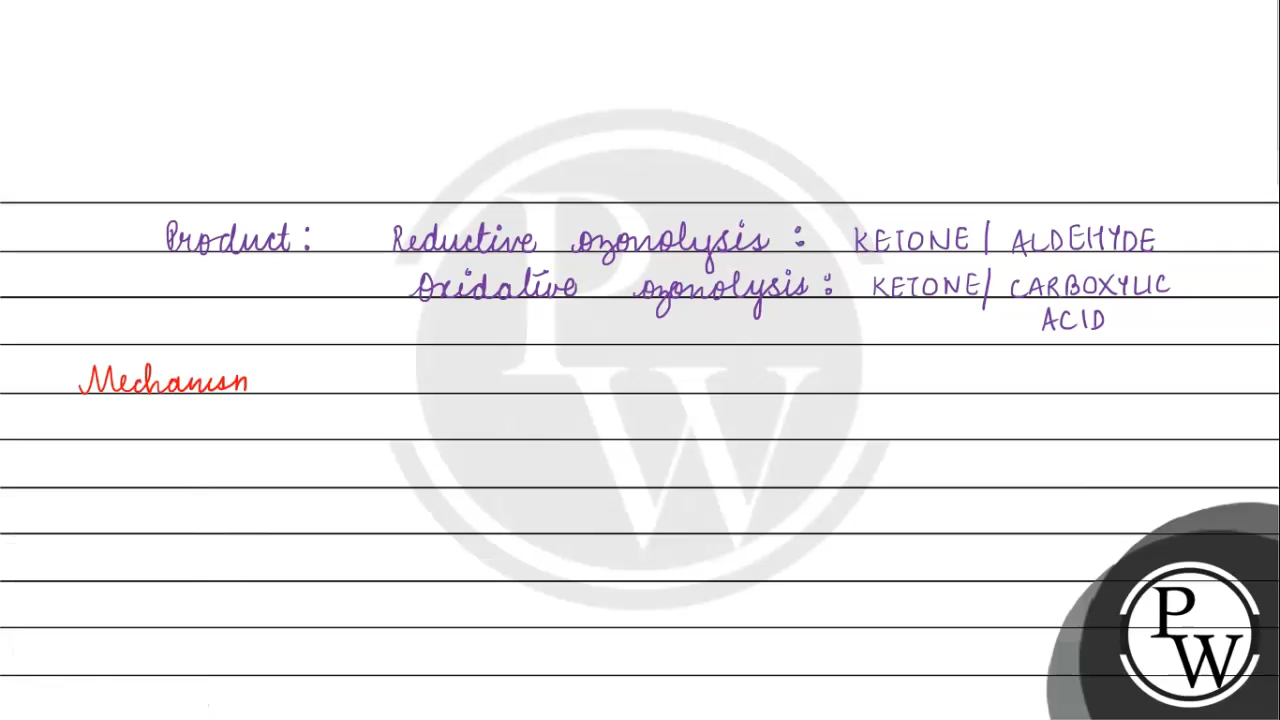 Product: Reductive ozonolysis: KETONE/ ALDEHYDE
Oxidative ozonolysis: KETONE/ CARBOXYLIC
ACID
Mechanism
P
W
P
W